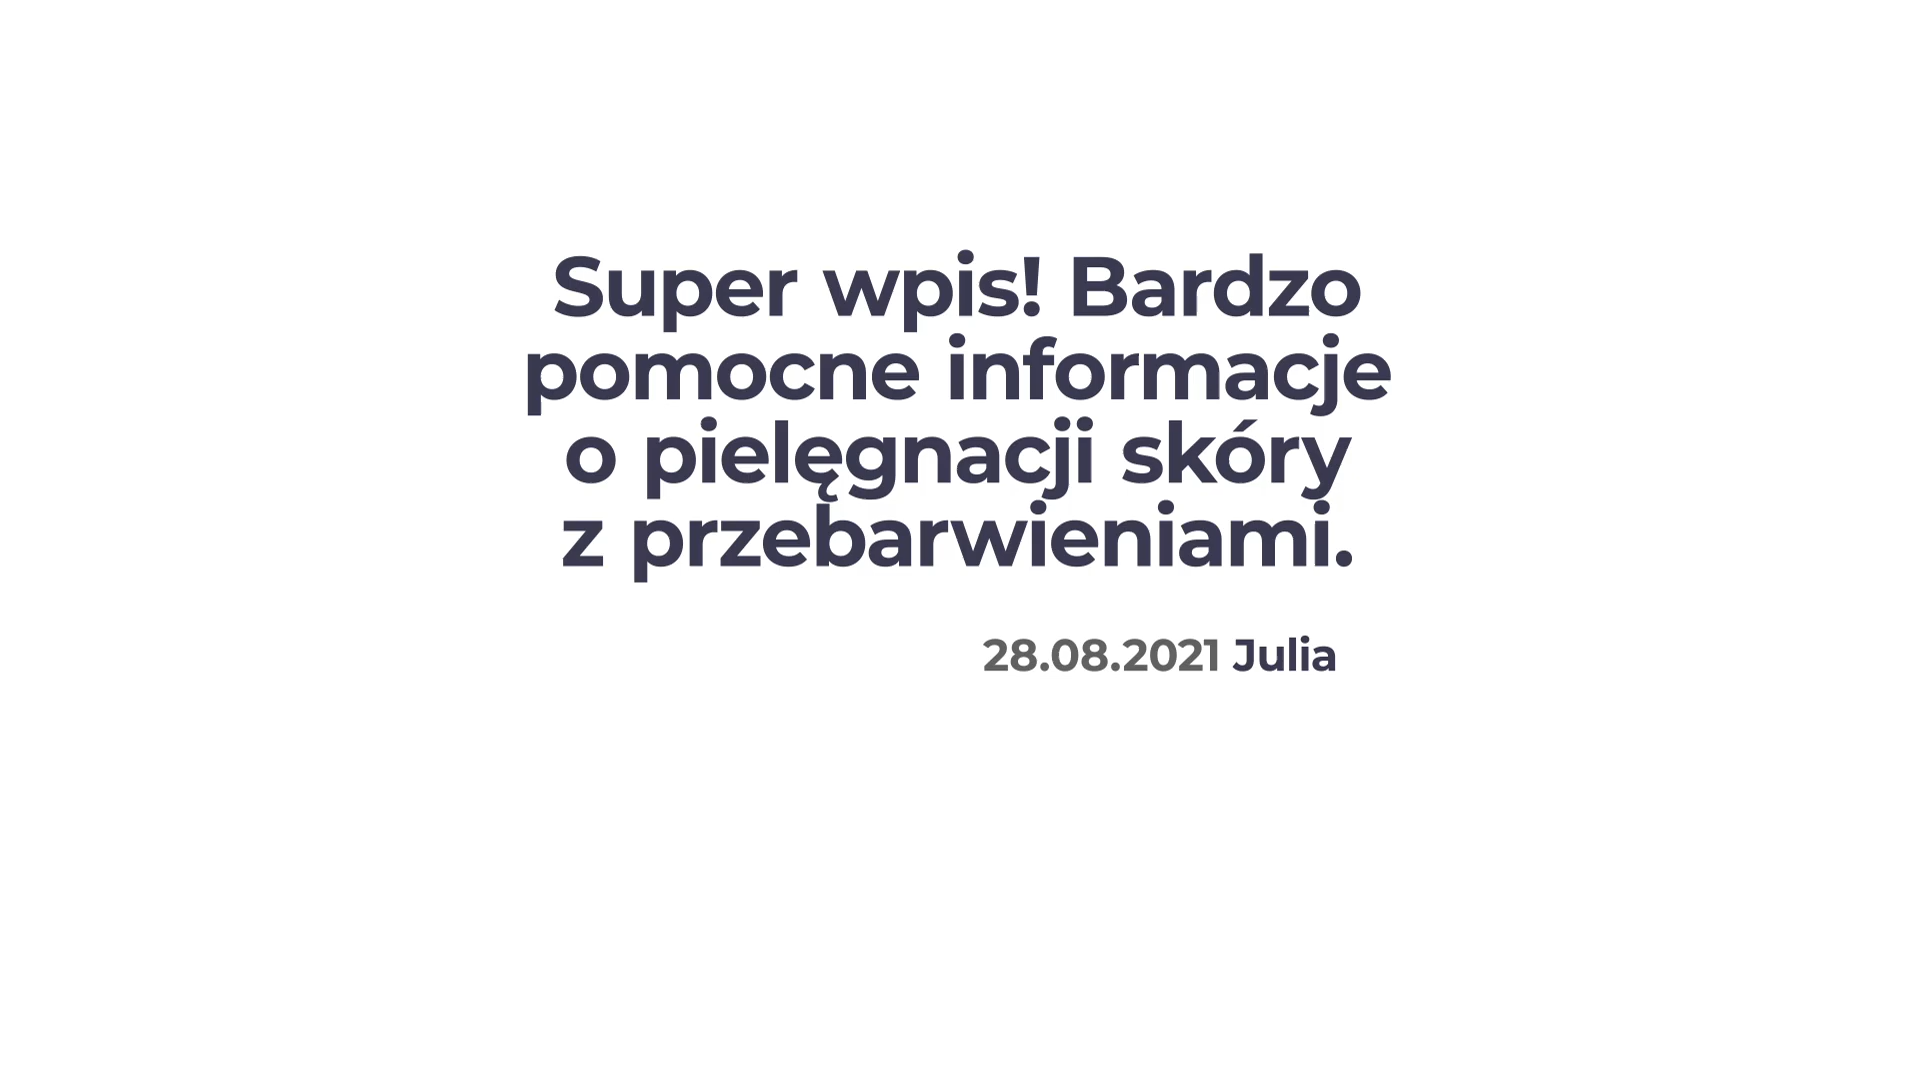 Super wpis! Bardzo
pomocne informacje
o pielęgnacji skóry
z przebarwieniami.
28.08.2021 Julia